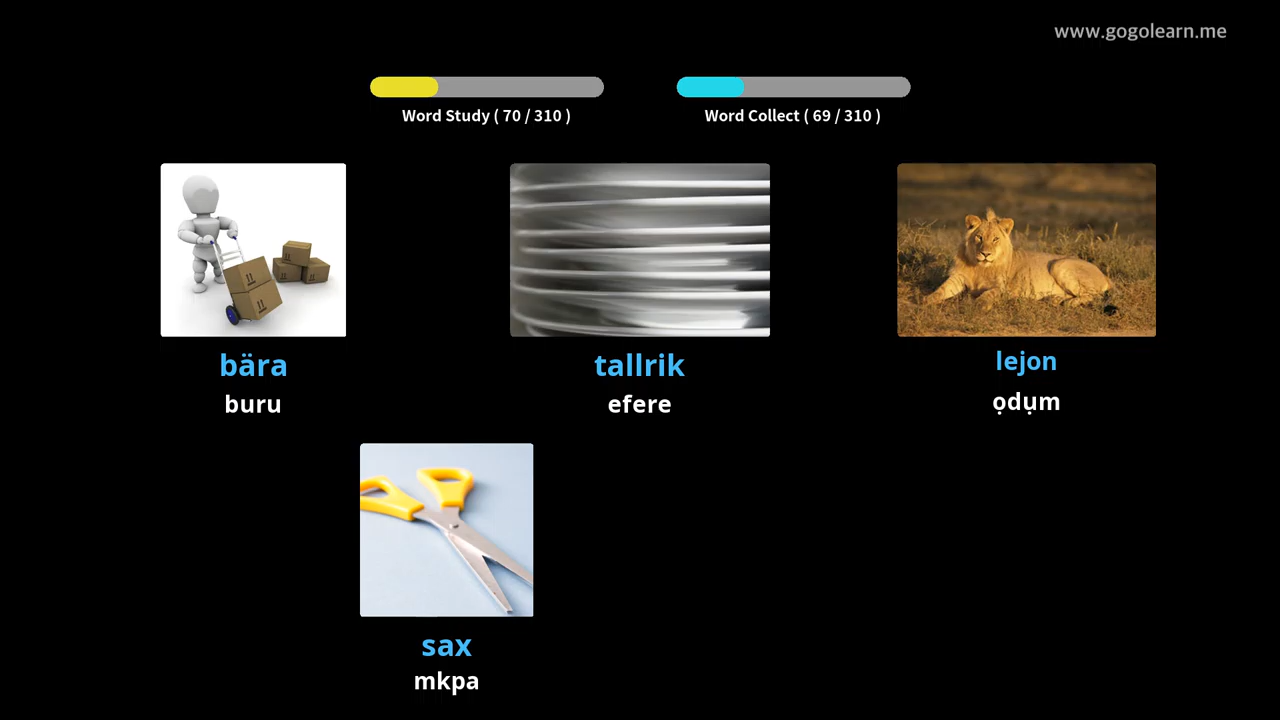 www.gogolearn.me
Word Study ( 70 / 310 )
Word Collect ( 69 / 310 )
bära
buru
tallrik
efere
lejon
ọdụm
sax
mkpa